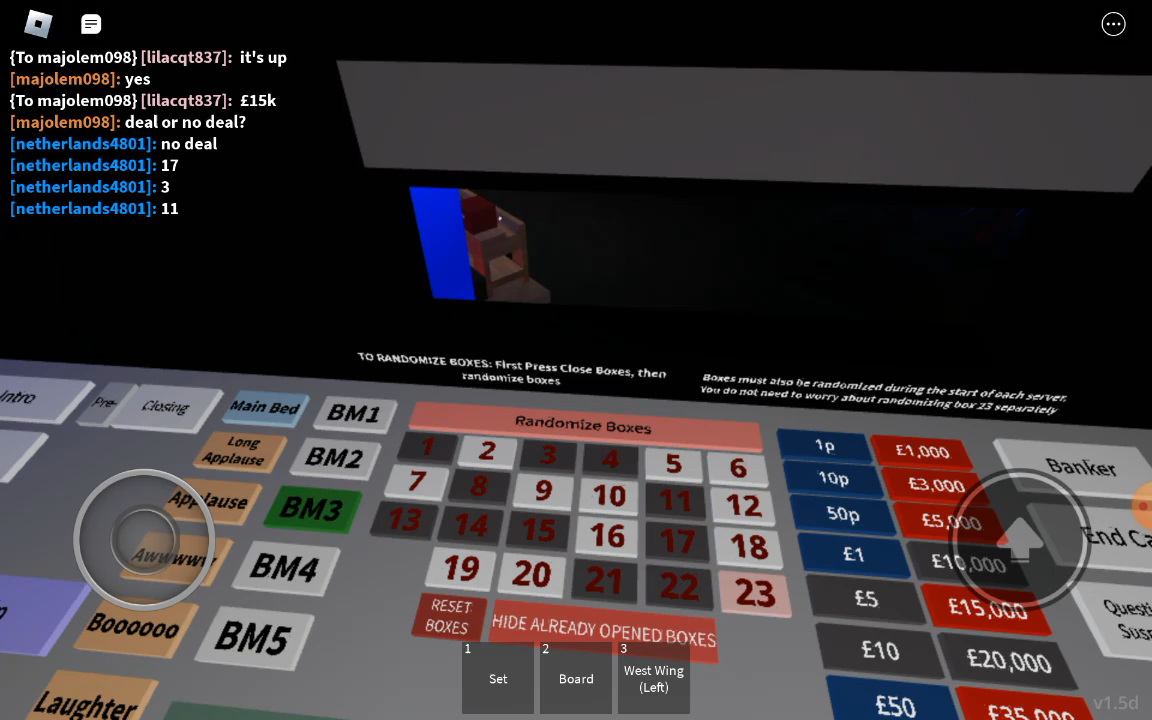 {To majolem098} [lilacqt837]: it's up
[majolem098]: yes
{To majolem098} [lilacqt837]: £15k
[majolem098]: deal or no deal?
[netherlands4801]: no deal
[netherlands4801]: 17
[netherlands4801]: 3
[netherlands4801]: 11
TO RANDOMIZE BOXES: First Press Close Boxes, then
randomize boxes
Boxes must also be randomized during the start of each server.
You do not need to worry about randomizing box 23 separately
Intro
Pre-
Closing
Main Bed
BM1
Long
Applause
BM2
Applause
BM3
Awwwww
BM4
Booooooo
BM5
Laughter
Randomize Boxes
1 2 3 4 5 6
7 8 9 10 11 12
13 14 15 16 17 18
19 20 21 22 23
RESET
BOXES
HIDE ALREADY OPENED BOXES
1p £1,000
10p £3,000
50p £5,000
£1 £10,000
£5 £15,000
£10 £20,000
£50 £35,000
Banker
End
1
Set
2
Board
3
West Wing
(Left)
v1.5d